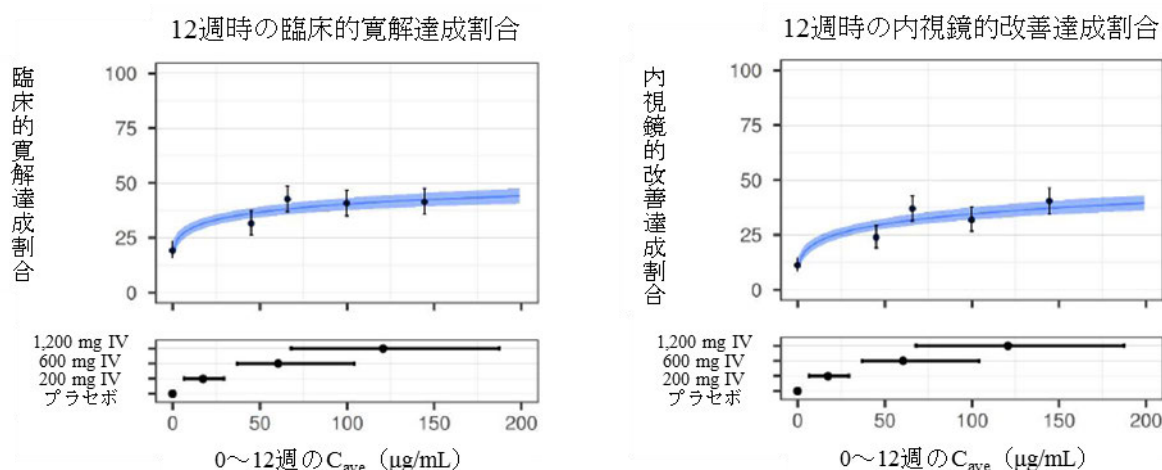 12週時の臨床的寛解達成割合
臨床的寛解達成割合
100
75
50
25
0
1,200 mg IV
600 mg IV
200 mg IV
プラセボ
0 50 100 150 200
0～12週のCave（μg/mL）
12週時の内視鏡的改善達成割合
内視鏡的改善達成割合
100
75
50
25
0
1,200 mg IV
600 mg IV
200 mg IV
プラセボ
0 50 100 150 200
0～12週のCave（μg/mL）